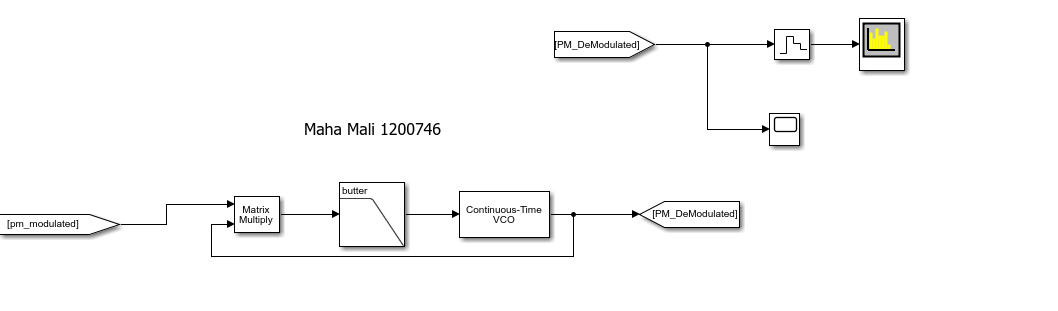 [PM_DeModulated]
Maha Mali 1200746
butter
[pm_modulated]
Matrix
Multiply
Continuous-Time
VCO
[PM_DeModulated]